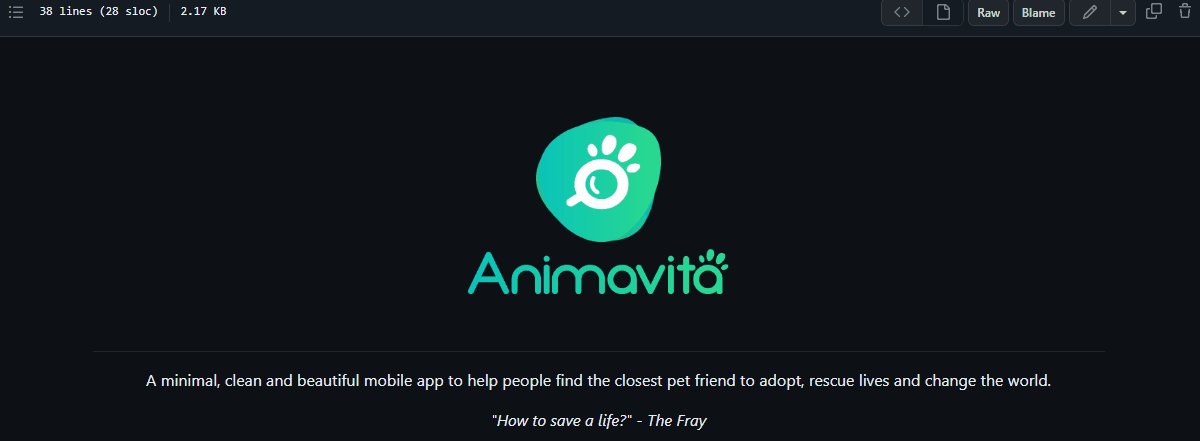 38 lines (28 sloc) 2.17 KB Raw Blame
Animavita
A minimal, clean and beautiful mobile app to help people find the closest pet friend to adopt, rescue lives and change the world.
"How to save a life?" - The Fray